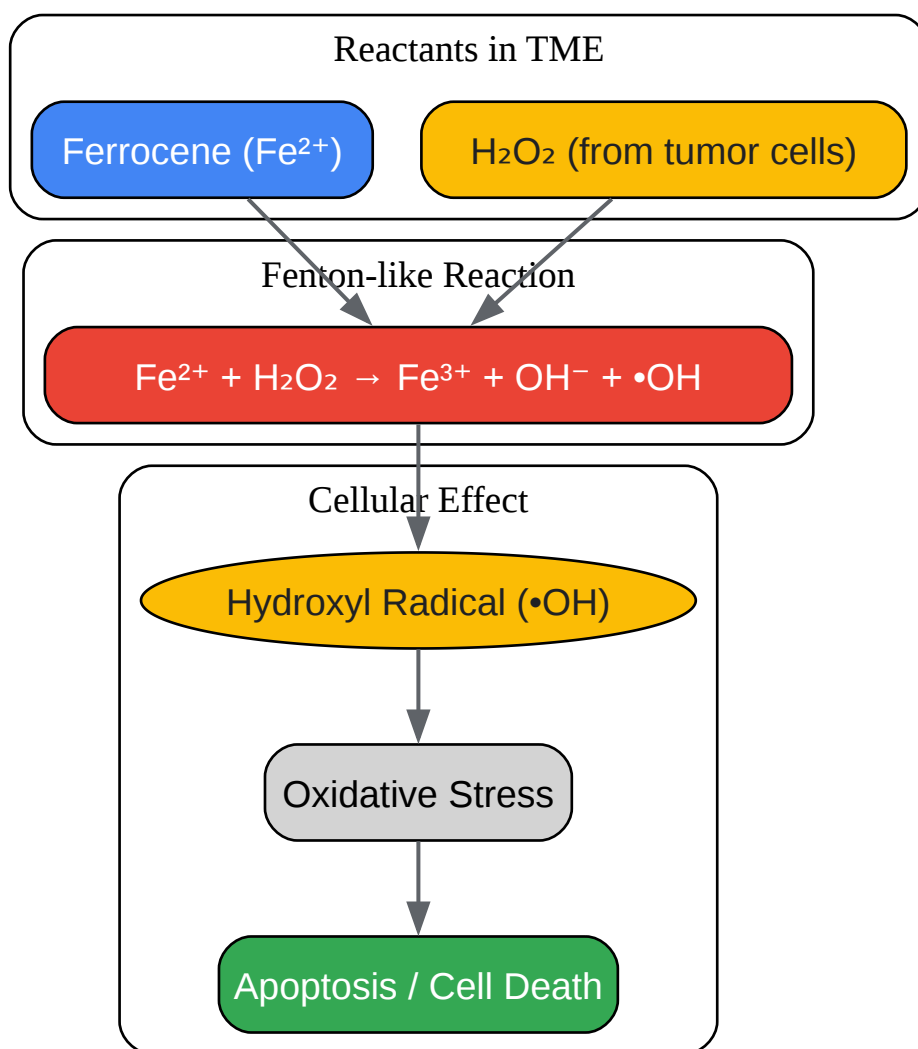 Reactants in TME
Ferrocene (Fe²⁺)
H₂O₂ (from tumor cells)
Fenton-like Reaction
Fe²⁺ + H₂O₂ → Fe³⁺ + OH⁻ + •OH
Cellular Effect
Hydroxyl Radical (•OH)
Oxidative Stress
Apoptosis / Cell Death